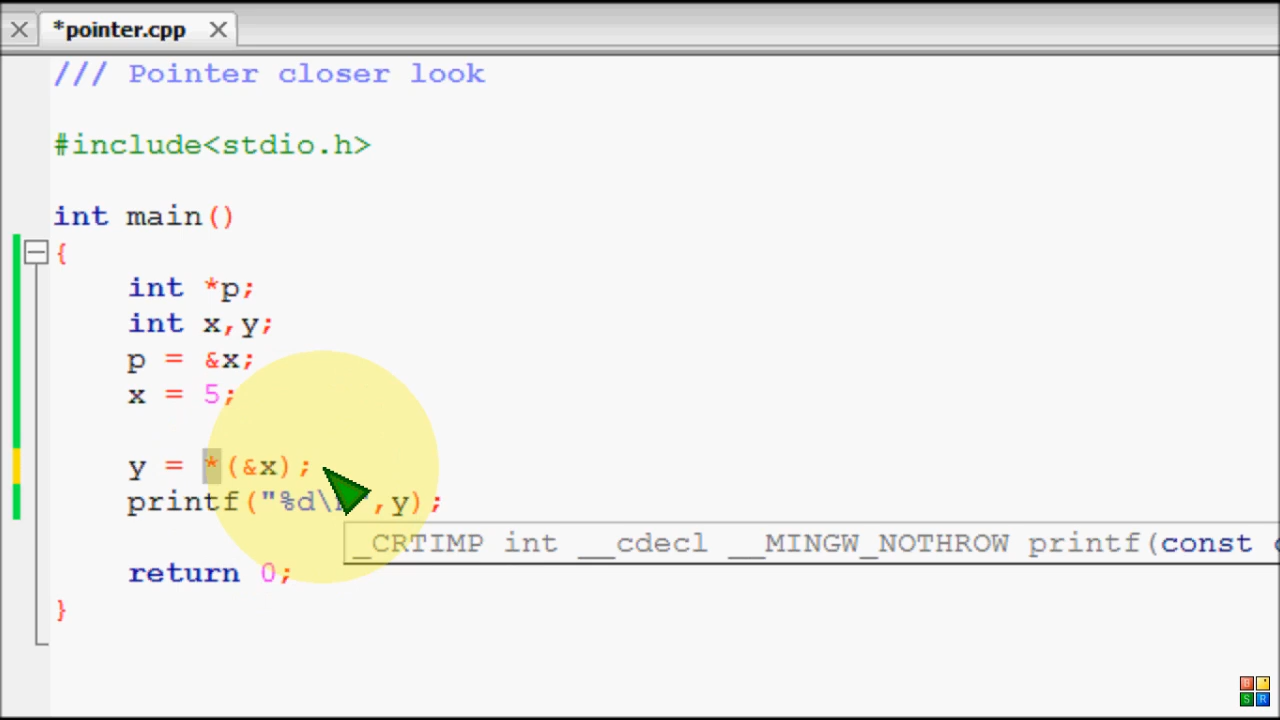 *pointer.cpp
/// Pointer closer look
#include<stdio.h>
int main()
{
int *p;
int x,y;
p = &x;
x = 5;
y = *(&x);
printf("%d\ ",y);
_CRTIMP int __cdecl __MINGW_NOTHROW printf(const
return 0;
}